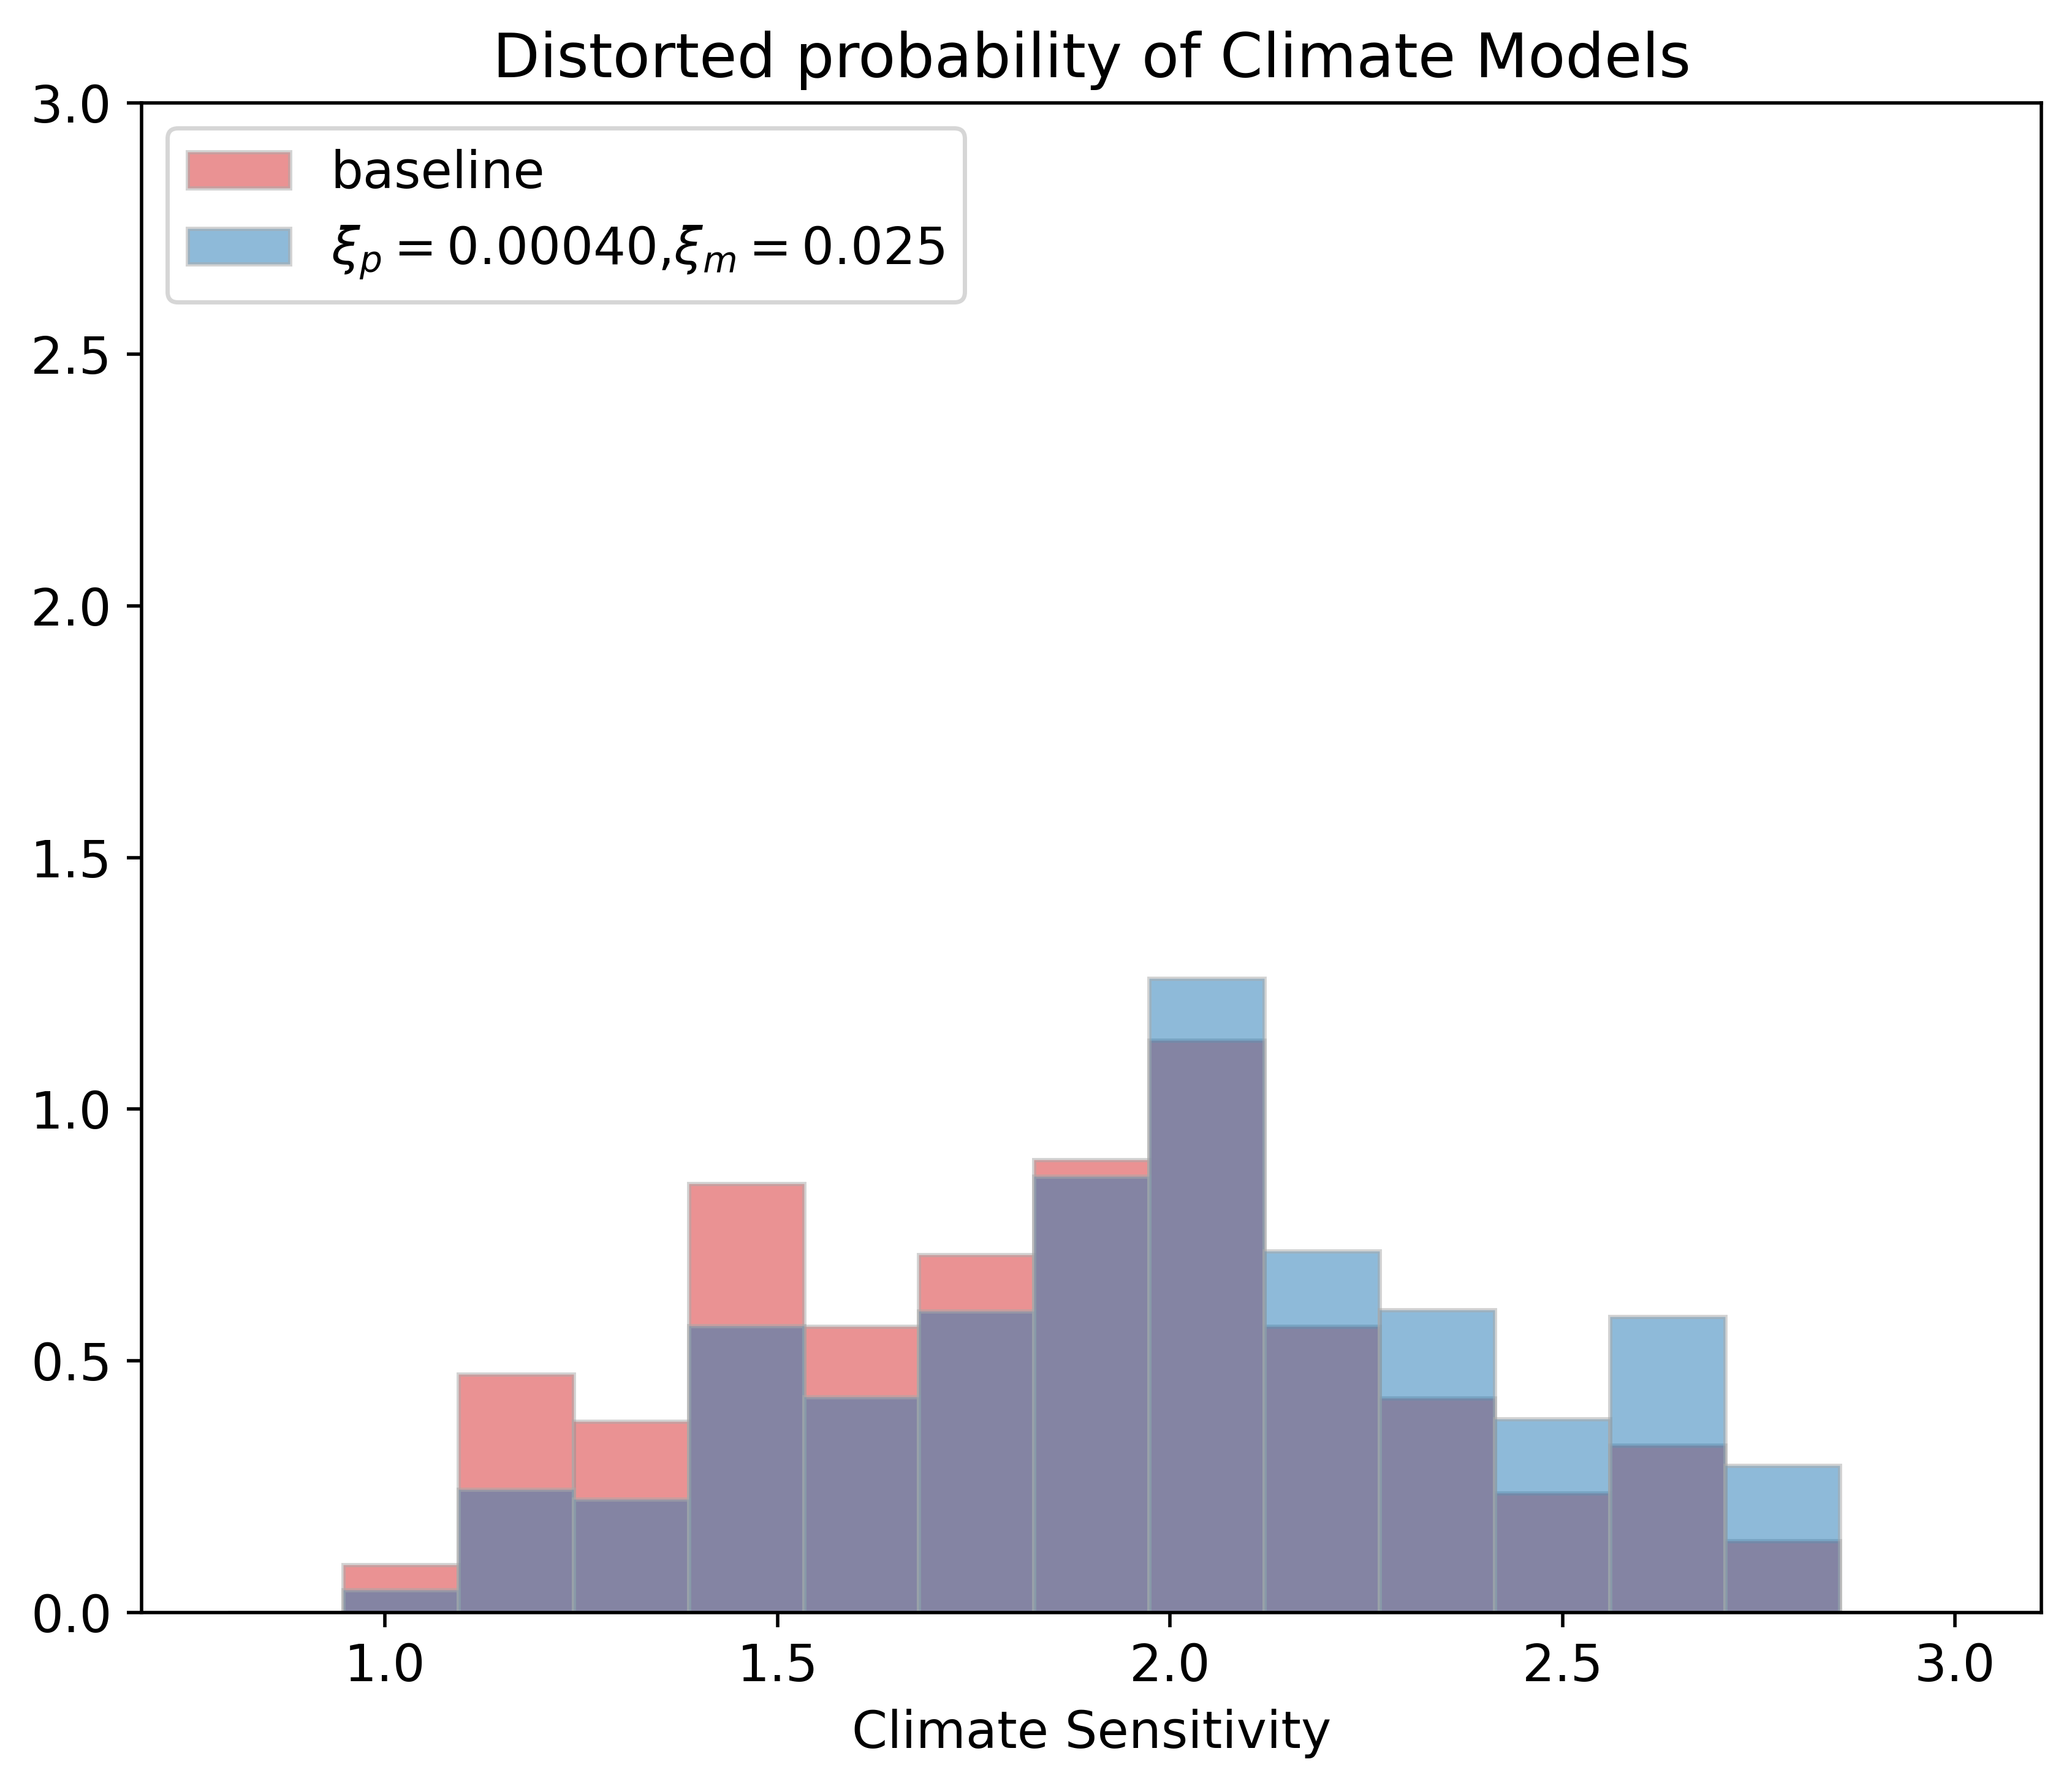 Distorted probability of Climate Models
3.0
baseline
ξp = 0.00040,ξm = 0.025
2.5
2.0
1.5
1.0
0.5
0.0
1.0 1.5 2.0 2.5 3.0
Climate Sensitivity